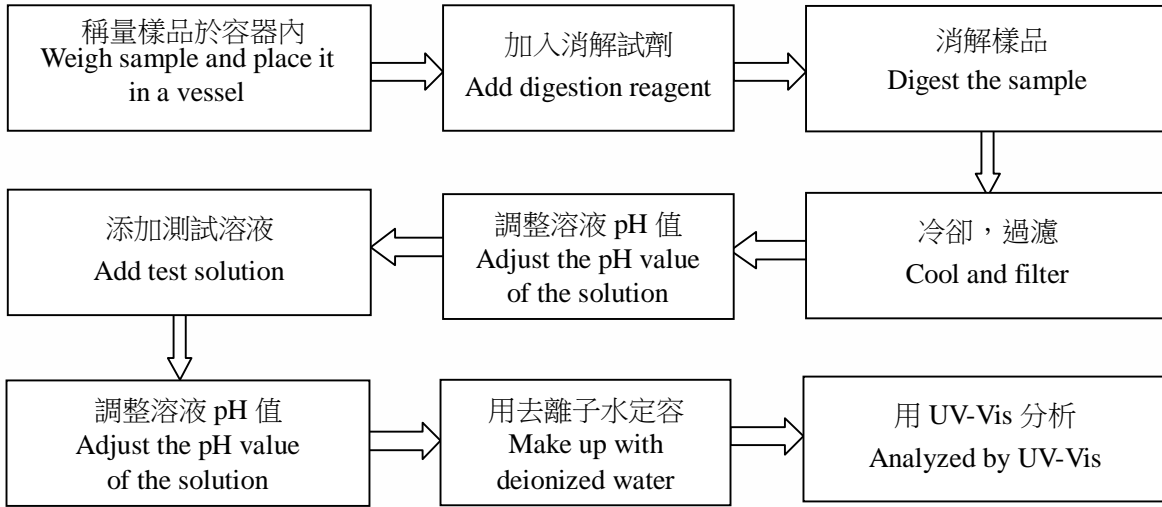 稱量樣品於容器內
Weigh sample and place it
in a vessel
加入消解試劑
Add digestion reagent
消解樣品
Digest the sample
冷卻，過濾
Cool and filter
調整溶液 pH 值
Adjust the pH value
of the solution
添加測試溶液
Add test solution
調整溶液 pH 值
Adjust the pH value
of the solution
用去離子水定容
Make up with
deionized water
用 UV-Vis 分析
Analyzed by UV-Vis